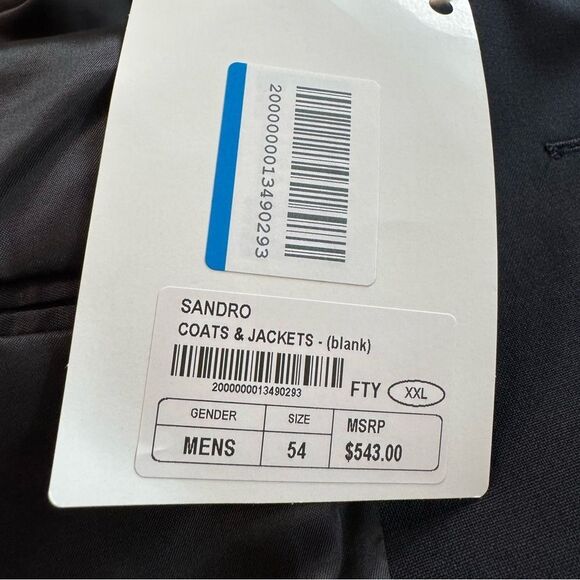 2000000013490293
SANDRO
COATS & JACKETS - (blank)
2000000013490293
FTY XXL
GENDER SIZE MSRP
MENS 54 $543.00